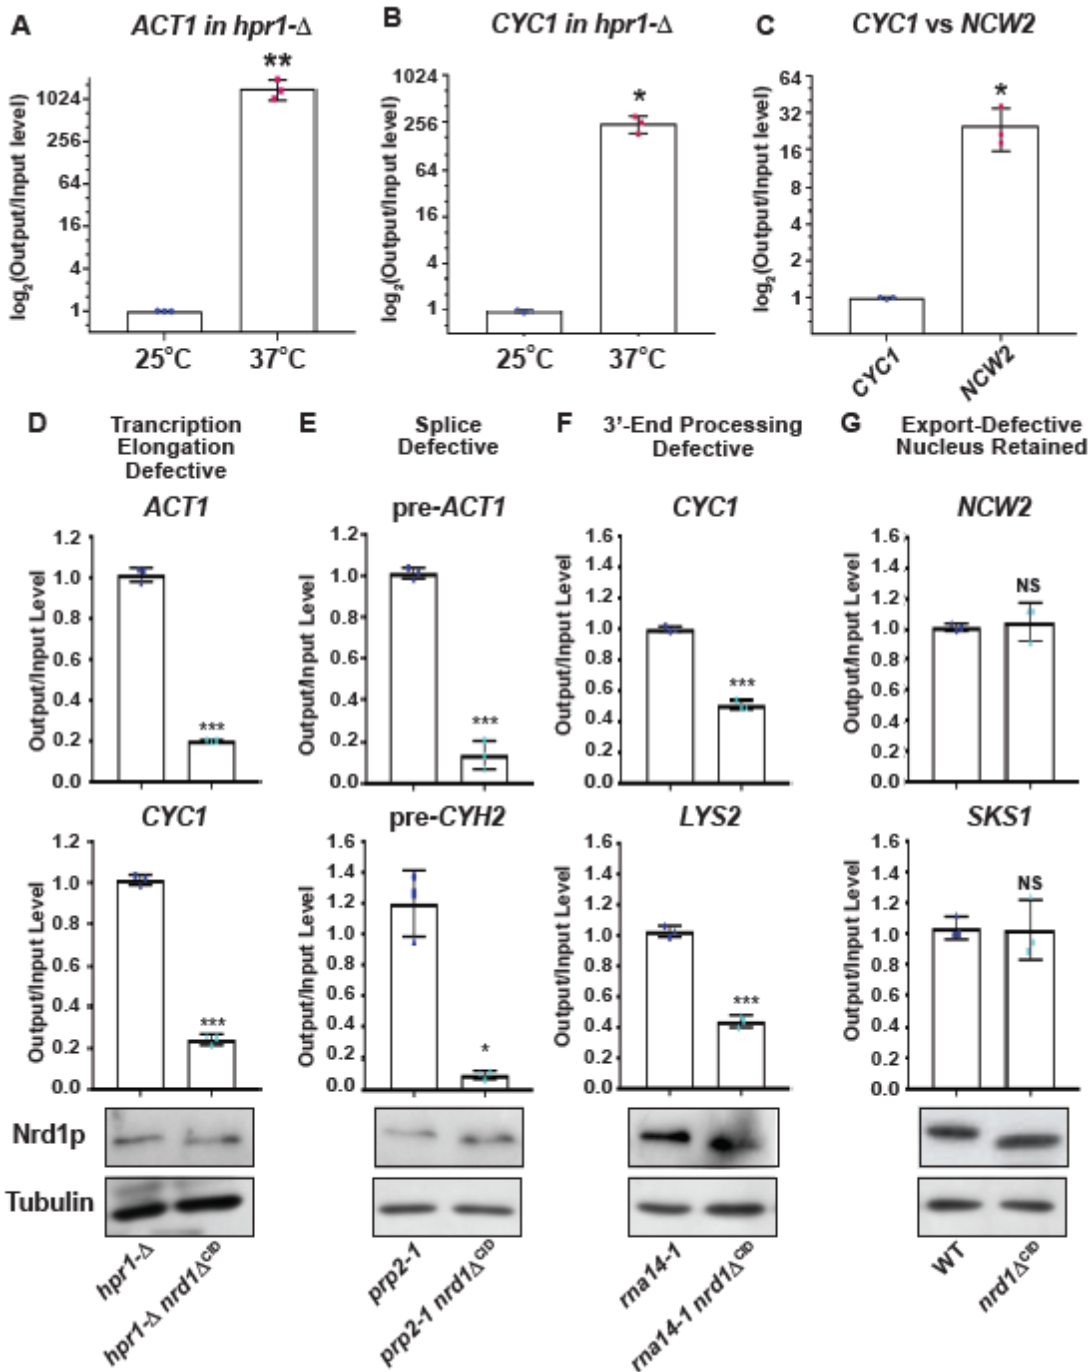 A
ACT1 in hpr1-Δ
log2(Output/Input level)
1024
256
64
16
4
1
**
25°C
37°C
B
CYC1 in hpr1-Δ
log2(Output/Input level)
1024
256
64
16
4
1
*
25°C
37°C
C
CYC1 vs NCW2
log2(Output/Input level)
64
32
16
8
4
2
1
*
CYC1
NCW2
D
Trancription
Elongation
Defective
ACT1
Output/Input Level
1.2
1.0
0.8
0.6
0.4
0.2
0.0
***
CYC1
Output/Input Level
1.2
1.0
0.8
0.6
0.4
0.2
0.0
***
E
Splice
Defective
pre-ACT1
Output/Input Level
1.2
1.0
0.8
0.6
0.4
0.2
0.0
***
pre-CYH2
Output/Input Level
1.6
1.4
1.2
1.0
0.8
0.6
0.4
0.2
0.0
*
F
3'-End Processing
Defective
CYC1
Output/Input Level
1.6
1.4
1.2
1.0
0.8
0.6
0.4
0.2
0.0
***
LYS2
Output/Input Level
1.6
1.4
1.2
1.0
0.8
0.6
0.4
0.2
0.0
***
G
Export-Defective
Nucleus Retained
NCW2
Output/Input Level
1.6
1.4
1.2
1.0
0.8
0.6
0.4
0.2
0.0
NS
SKS1
Output/Input Level
1.6
1.4
1.2
1.0
0.8
0.6
0.4
0.2
0.0
NS
Nrd1p
Tubulin
hpr1-Δ
hpr1-Δ nrd1ΔCID
prp2-1
prp2-1 nrd1ΔCID
rna14-1
rna14-1 nrd1ΔCID
WT
nrd1ΔCID